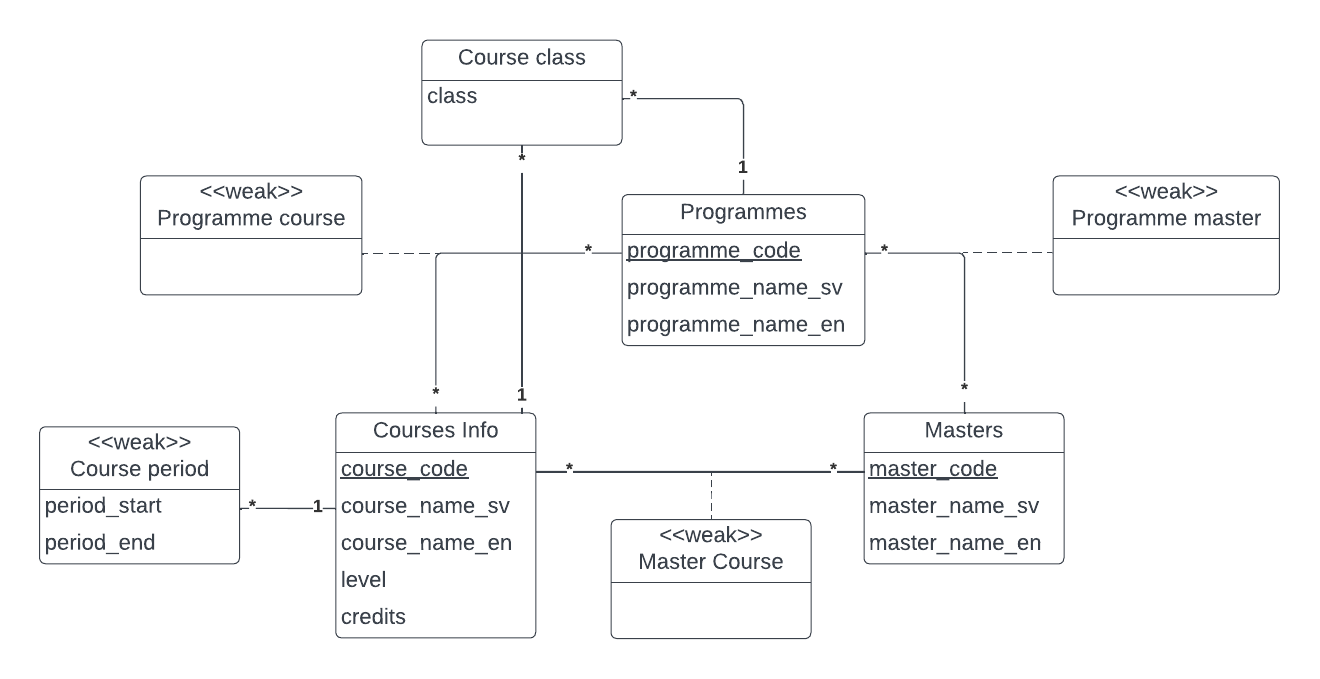 Course class
class
*
1
*
1
<<weak>>
Programme course
*
*
Programmes
programme_code
programme_name_sv
programme_name_en
*
*
<<weak>>
Programme master
<<weak>>
Course period
period_start
period_end
*
1
Courses Info
course_code
course_name_sv
course_name_en
level
credits
*
*
<<weak>>
Master Course
Masters
master_code
master_name_sv
master_name_en